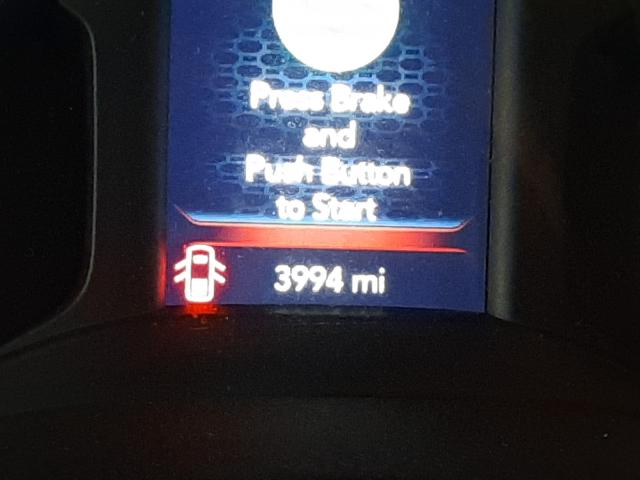 Press Brake
and
Push Button
to Start
3994 mi